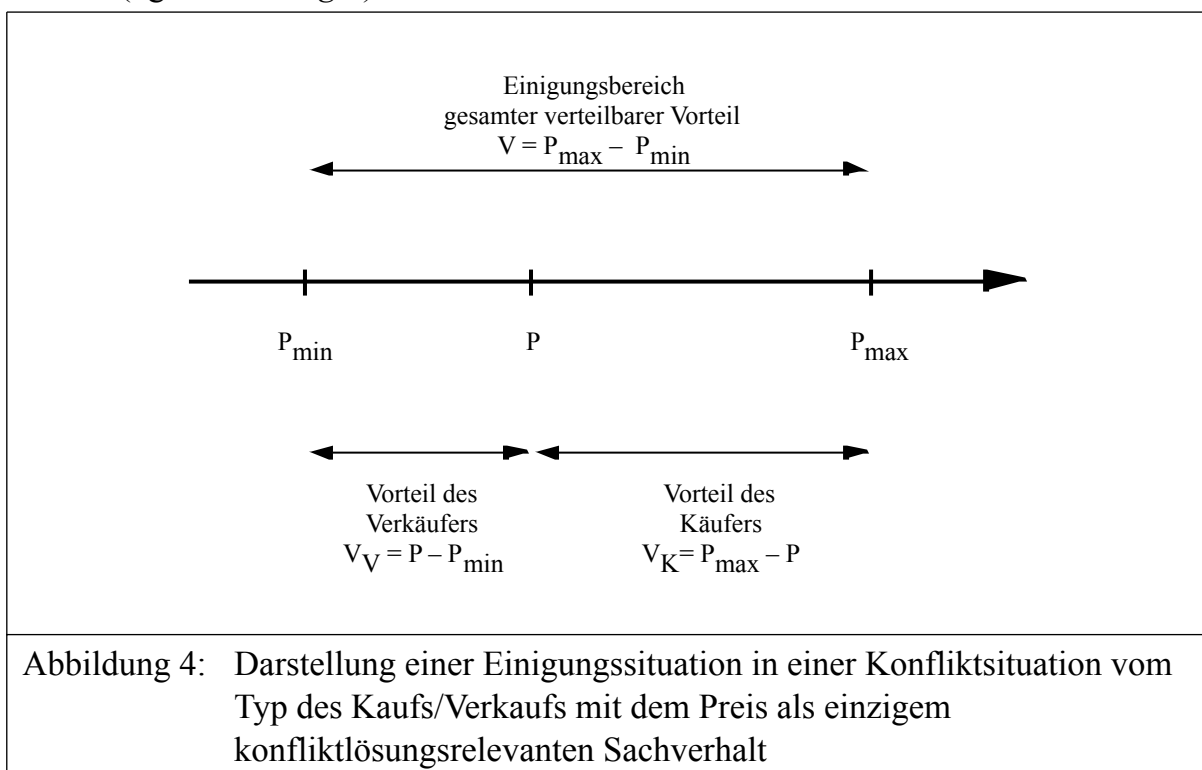 Einigungsbereich
gesamter verteilbarer Vorteil
V = Pmax – Pmin
Pmin P Pmax
Vorteil des
Verkäufers
VV = P – Pmin
Vorteil des
Käufers
VK= Pmax – P
Abbildung 4: Darstellung einer Einigungssituation in einer Konfliktsituation vom
Typ des Kaufs/Verkaufs mit dem Preis als einzigem
konfliktlösungsrelevanten Sachverhalt